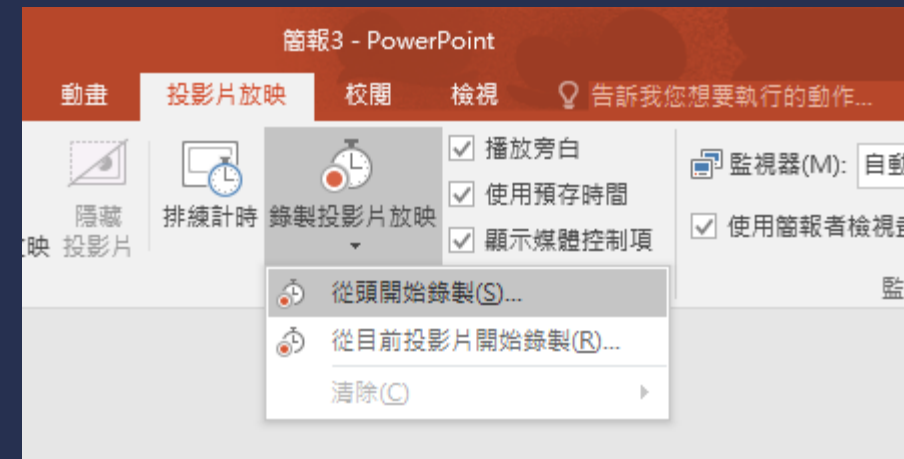 簡報3 - PowerPoint
動畫 投影片放映 校閱 檢視 告訴我您想要執行的動作...
隱藏
投影片
映
排練計時
錄製投影片放映
播放旁白
使用預存時間
顯示媒體控制項
監視器(M): 自動
使用簡報者檢視
監
從頭開始錄製(S)...
從目前投影片開始錄製(R)...
清除(C)